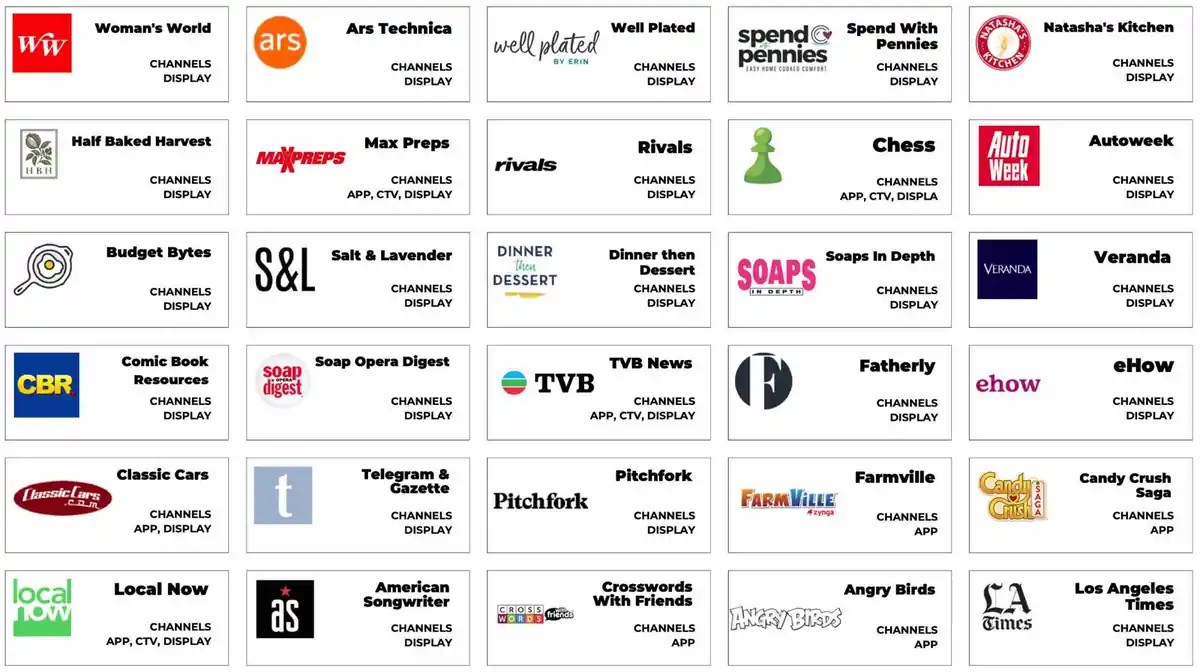 WW
Woman's World
CHANNELS
DISPLAY
ars
Ars Technica
CHANNELS
DISPLAY
well plated
BY ERIN
Well Plated
CHANNELS
DISPLAY
spend with
pennies
EASY HOME COOKED COMFORT
Spend With
Pennies
CHANNELS
DISPLAY
NATASHA'S
KITCHEN
Natasha's Kitchen
CHANNELS
DISPLAY
HBH
Half Baked Harvest
CHANNELS
DISPLAY
MAXPREPS
Max Preps
CHANNELS
APP, CTV, DISPLAY
rivals
Rivals
CHANNELS
DISPLAY
Chess
CHANNELS
APP, CTV, DISPLA
Auto
Week
Autoweek
CHANNELS
DISPLAY
Budget Bytes
CHANNELS
DISPLAY
S&L
Salt & Lavender
CHANNELS
DISPLAY
DINNER
then
DESSERT
Dinner then
Dessert
CHANNELS
DISPLAY
SOAPS
IN DEPTH
Soaps In Depth
CHANNELS
DISPLAY
VERANDA
Veranda
CHANNELS
DISPLAY
CBR
Comic Book
Resources
CHANNELS
DISPLAY
soap
OPERA
digest
Soap Opera Digest
CHANNELS
DISPLAY
TVB
TVB News
CHANNELS
APP, CTV, DISPLAY
F
Fatherly
CHANNELS
DISPLAY
ehow
eHow
CHANNELS
DISPLAY
ClassicCars
.com
Classic Cars
CHANNELS
APP, DISPLAY
t
Telegram &
Gazette
CHANNELS
DISPLAY
Pitchfork
Pitchfork
CHANNELS
DISPLAY
FARMVILLE
zynga
Farmville
CHANNELS
APP
Candy
Crush
SAGA
Candy Crush
Saga
CHANNELS
APP
local
now
Local Now
CHANNELS
APP, CTV, DISPLAY
as
American
Songwriter
CHANNELS
DISPLAY
CROSS
WORDS
with
friends
Crosswords
With Friends
CHANNELS
APP
ANGRY BIRDS
Angry Birds
CHANNELS
APP
LA
Times
Los Angeles
Times
CHANNELS
DISPLAY